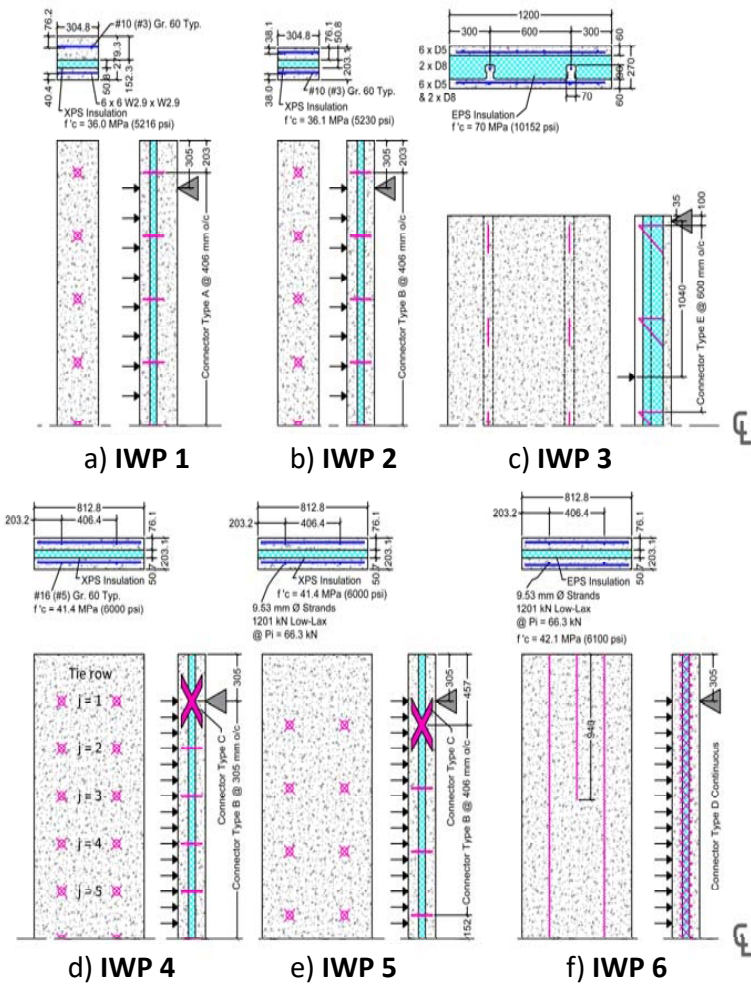 304.8
76.2
#10 (#3) Gr. 60 Typ.
279.3
152.3
50.8
40.4
6 x 6 W2.9 x W2.9
XPS Insulation
f 'c = 36.0 MPa (5216 psi)
203
305
Connector Type A @ 406 mm o/c
a) IWP 1
304.8
38.1
76.1
50.8
203.1
38.0
#10 (#3) Gr. 60 Typ.
XPS Insulation
f 'c = 36.1 MPa (5230 psi)
203
305
Connector Type B @ 406 mm o/c
b) IWP 2
1200
300
600
300
6 x D5
2 x D8
6 x D5
& 2 x D8
60
270
60
70
EPS Insulation
f 'c = 70 MPa (10152 psi)
35
100
1040
Connector Type E @ 600 mm o/c
c) IWP 3
812.8
203.2
406.4
76.1
203.1
50.7
XPS Insulation
#16 (#5) Gr. 60 Typ.
f 'c = 41.4 MPa (6000 psi)
Tie row
j = 1
j = 2
j = 3
j = 4
j = 5
305
Connector Type C
Connector Type B @ 305 mm o/c
d) IWP 4
812.8
203.2
406.4
76.1
203.1
50.7
XPS Insulation
f 'c = 41.4 MPa (6000 psi)
9.53 mm Ø Strands
1201 kN Low-Lax
@ Pi = 66.3 kN
305
457
Connector Type C
Connector Type B @ 406 mm o/c
152
e) IWP 5
812.8
203.2
406.4
76.1
203.1
50.7
EPS Insulation
9.53 mm Ø Strands
1201 kN Low-Lax
@ Pi = 66.3 kN
f 'c = 42.1 MPa (6100 psi)
940
305
Connector Type D Continuous
f) IWP 6